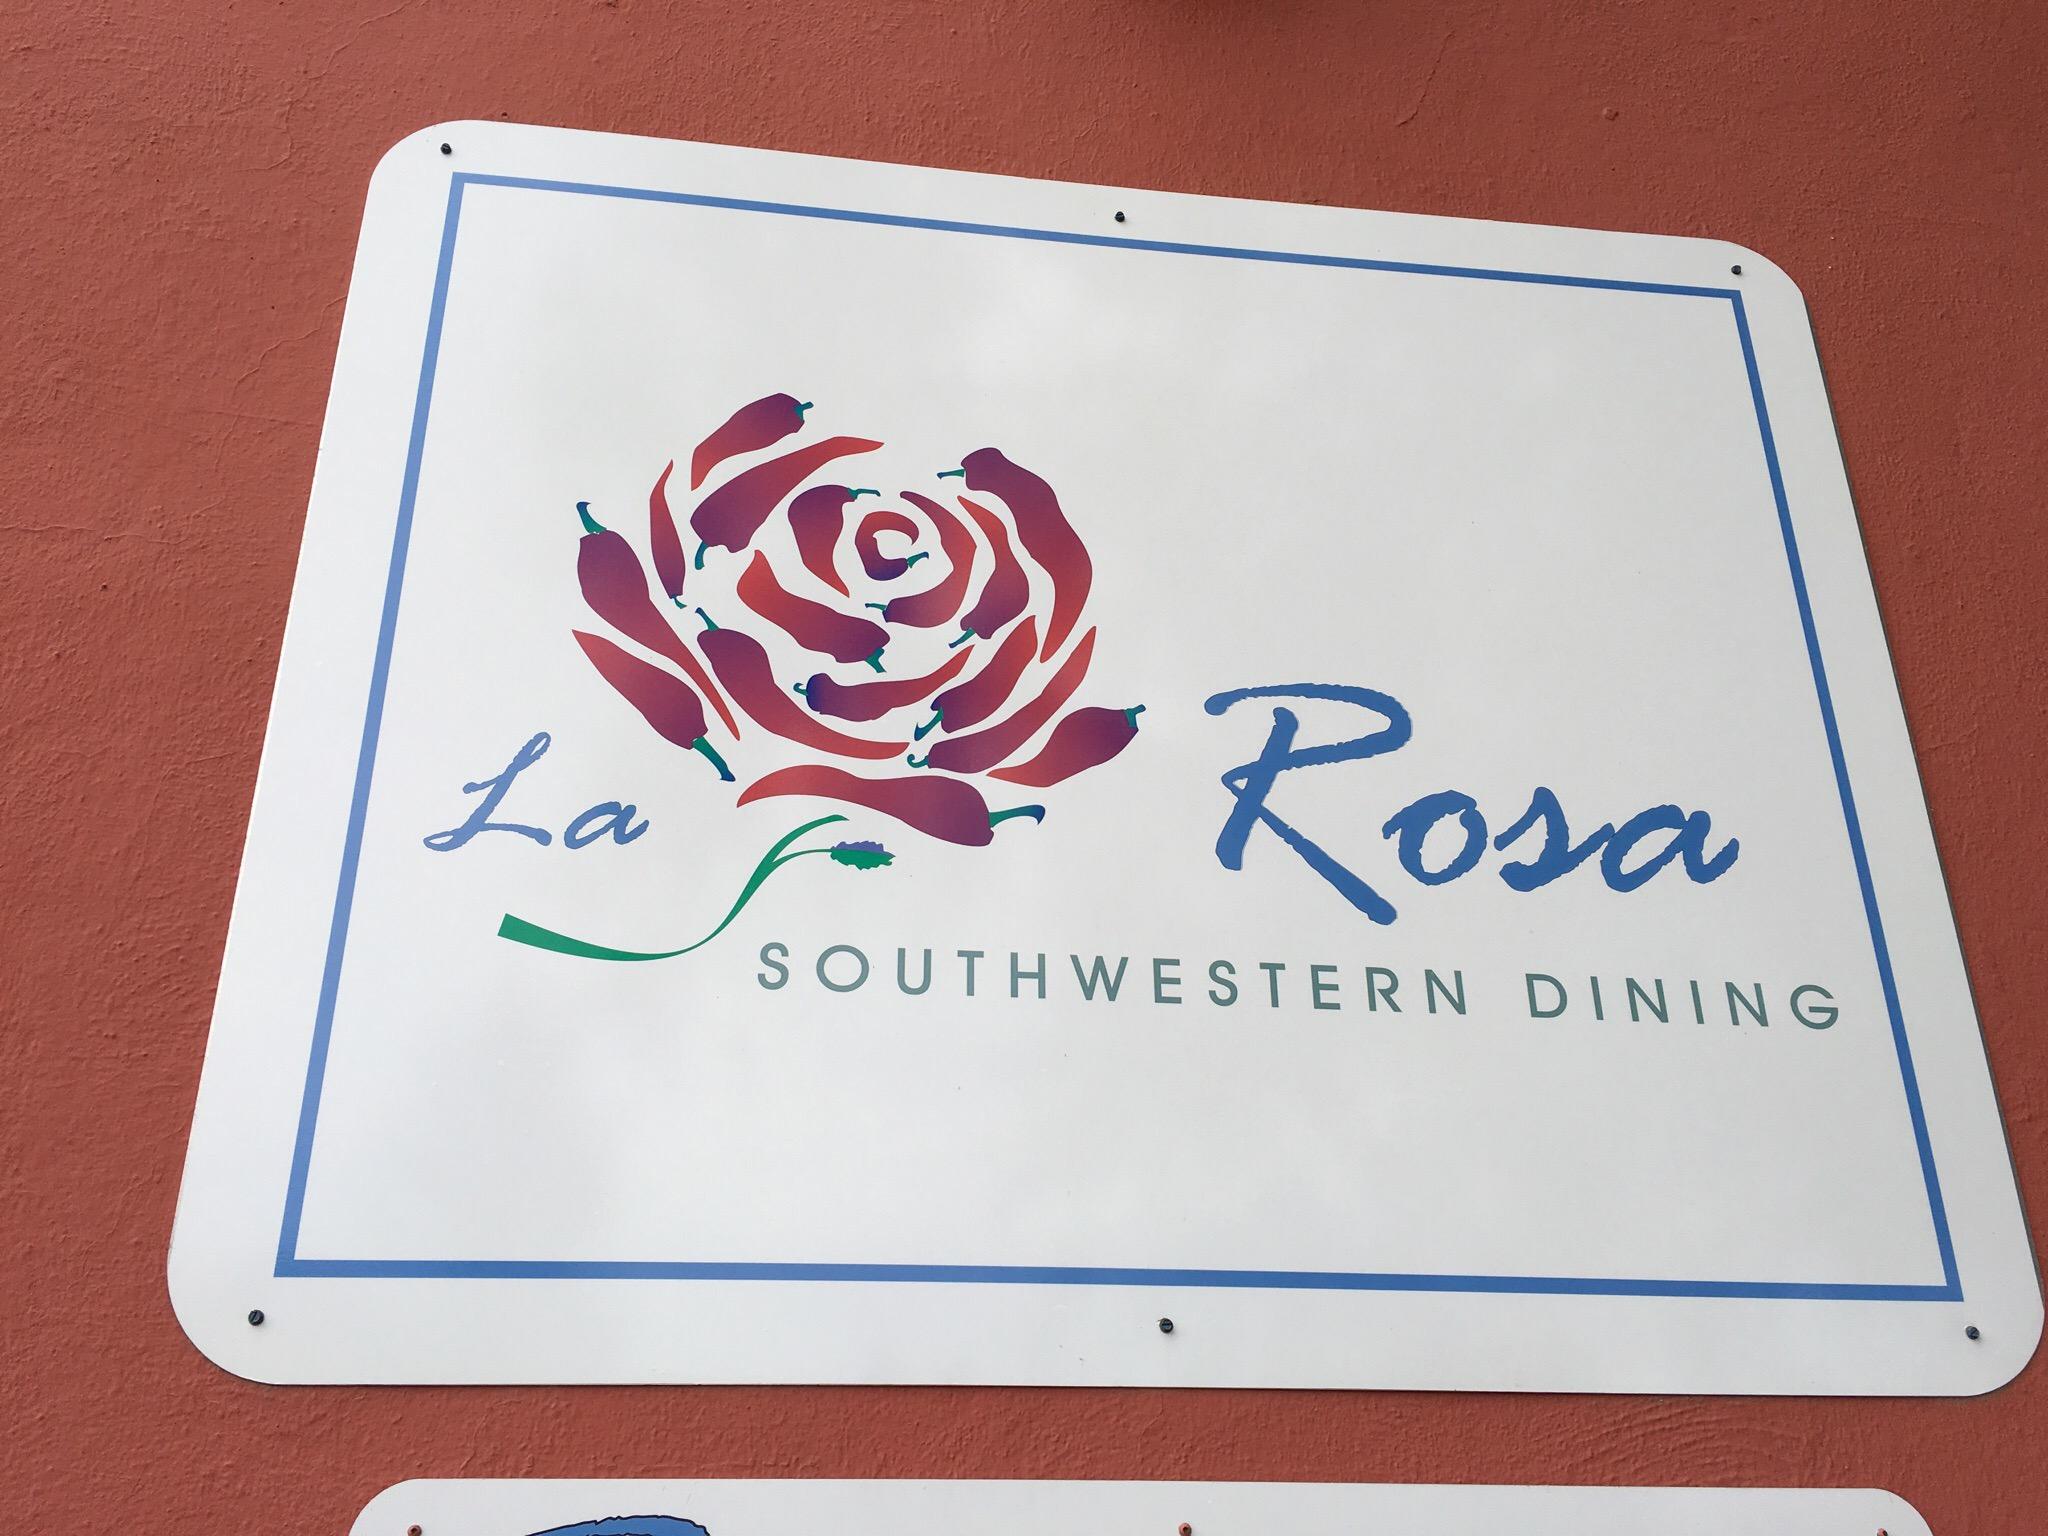 La Rosa
SOUTHWESTERN DINING